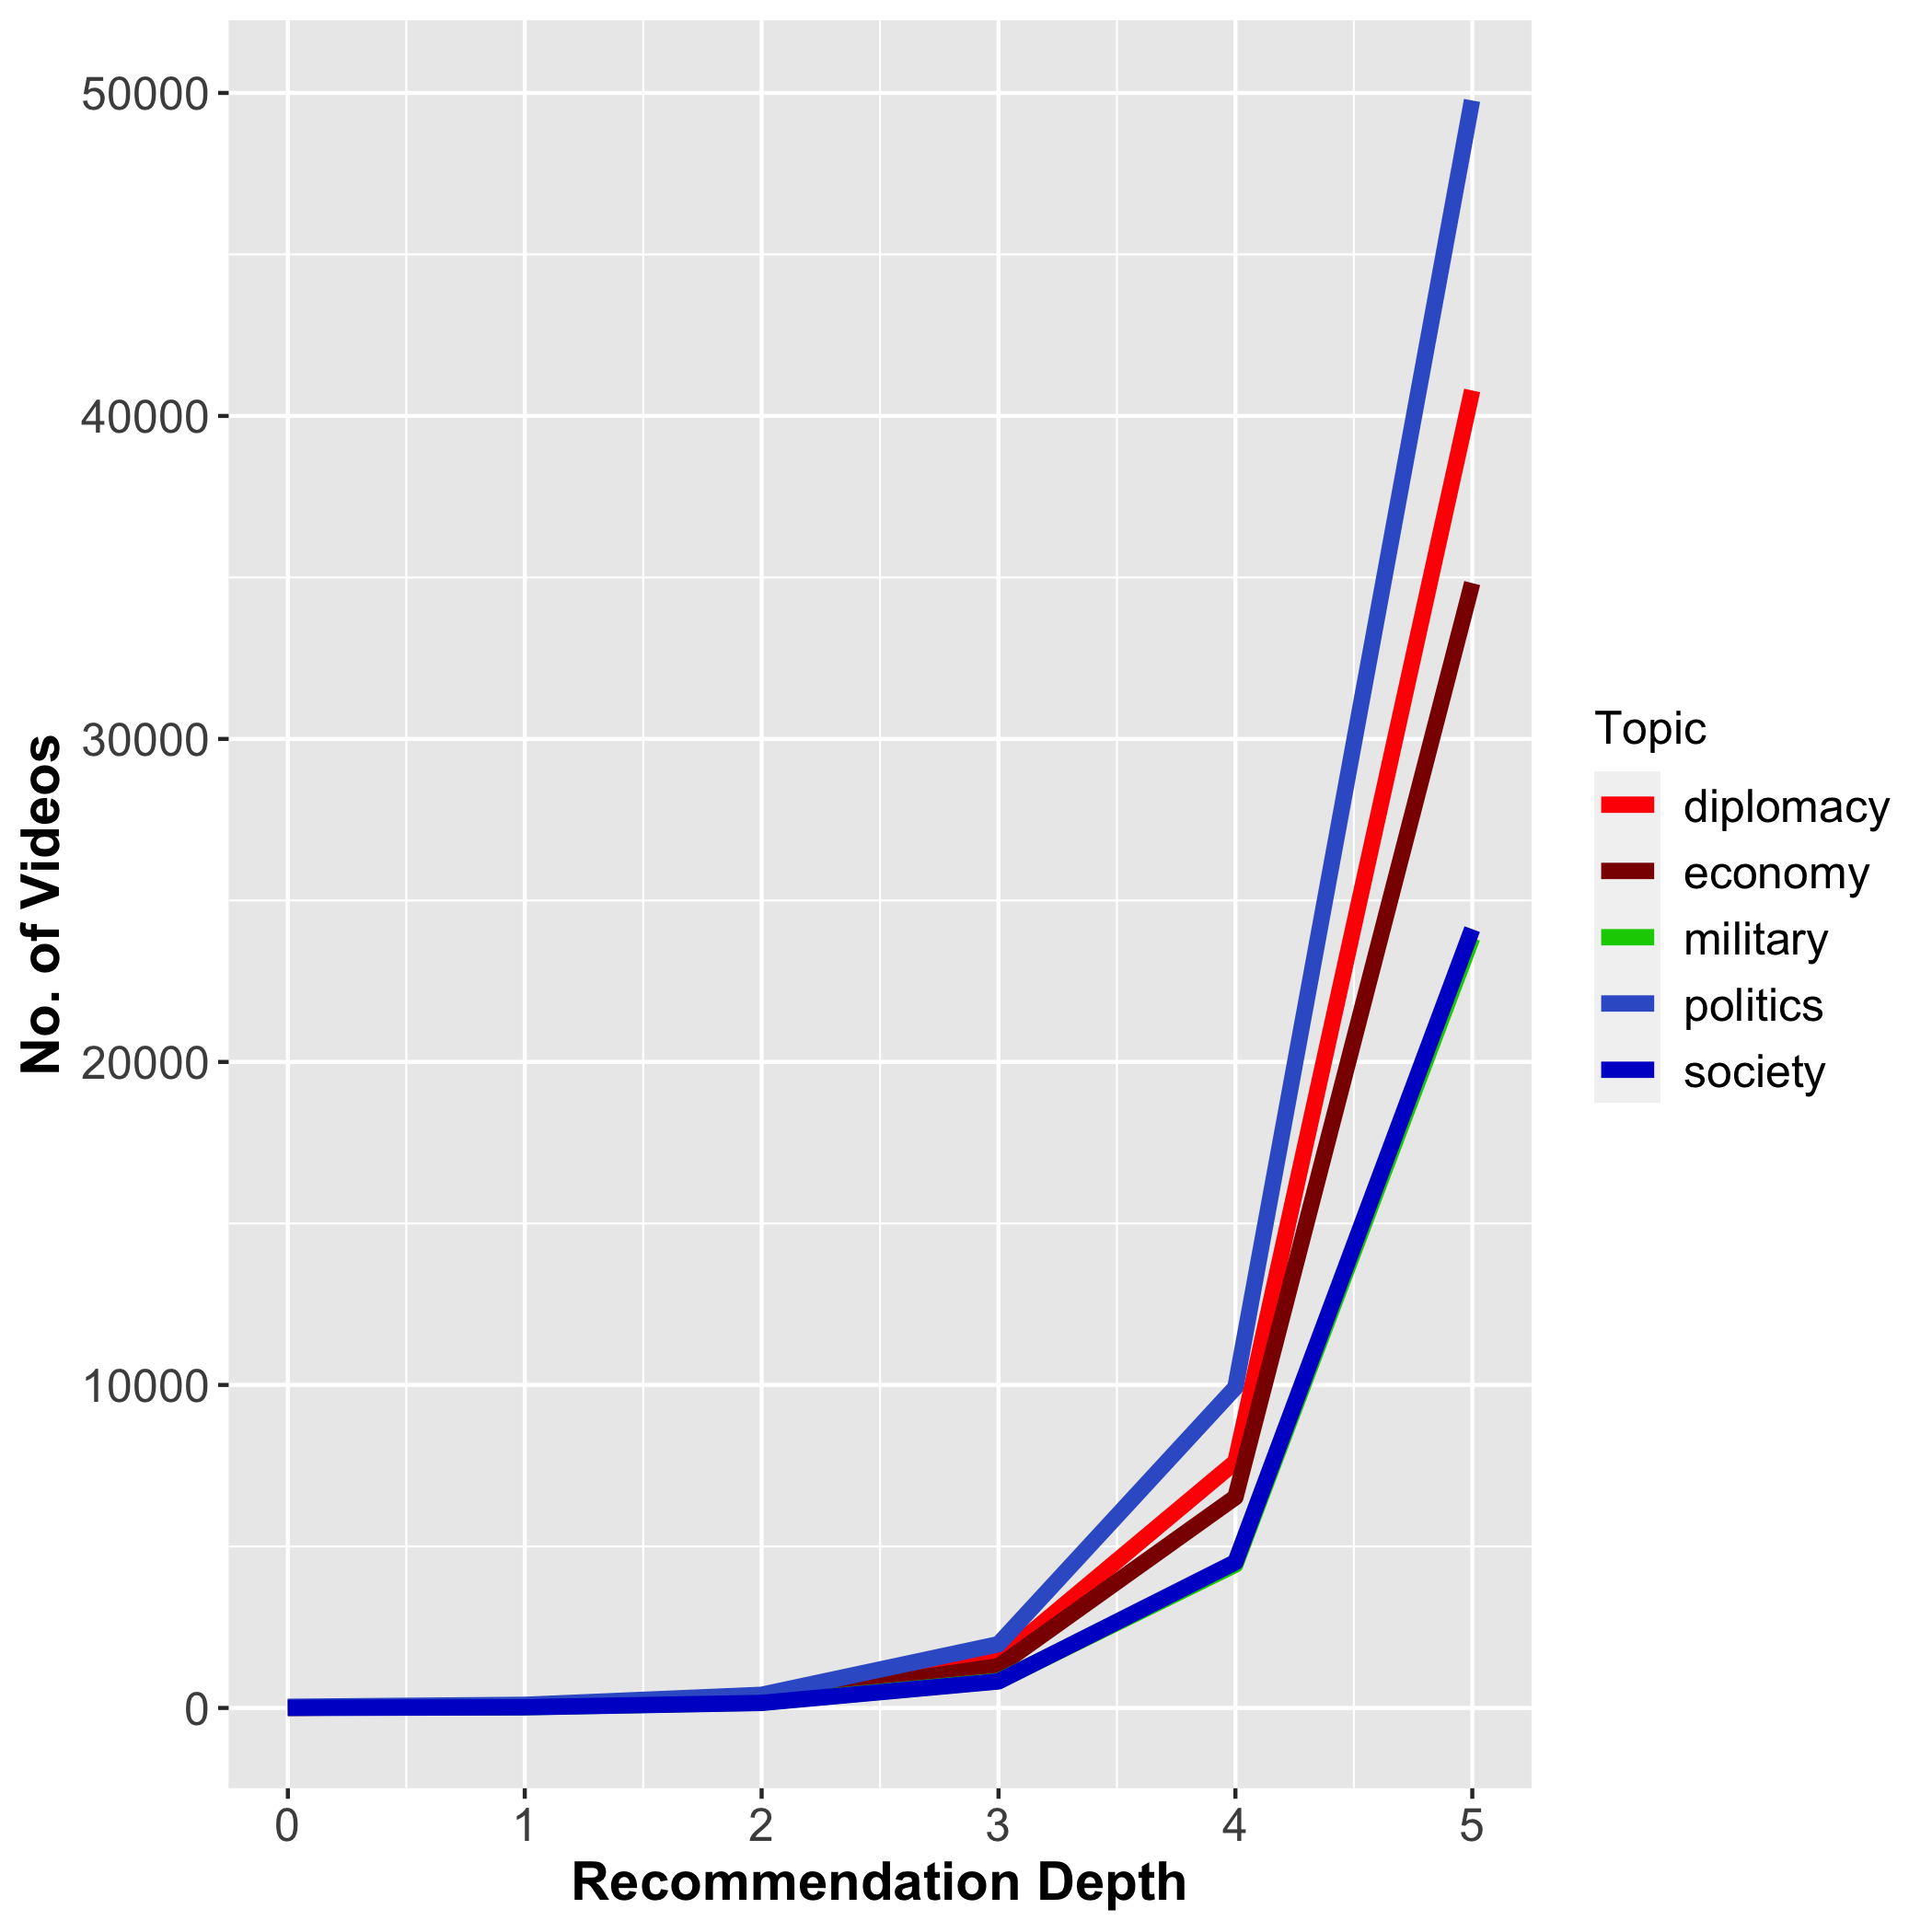 50000
40000
30000
20000
10000
0
No. of Videos
0 1 2 3 4 5
Recommendation Depth
Topic
diplomacy
economy
military
politics
society